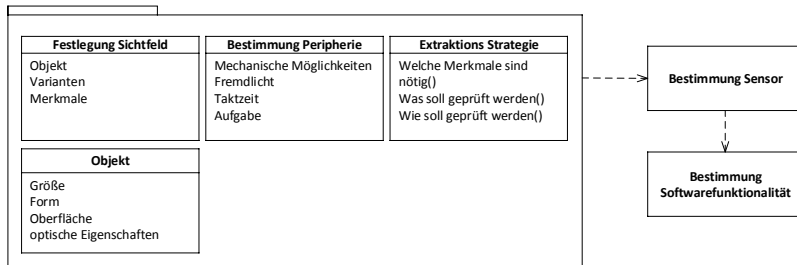 Festlegung Sichtfeld
Objekt
Varianten
Merkmale
Bestimmung Peripherie
Mechanische Möglichkeiten
Fremdlicht
Taktzeit
Aufgabe
Extraktions Strategie
Welche Merkmale sind
nötig()
Was soll geprüft werden()
Wie soll geprüft werden()
Objekt
Größe
Form
Oberfläche
optische Eigenschaften
Bestimmung Sensor
Bestimmung
Softwarefunktionalität